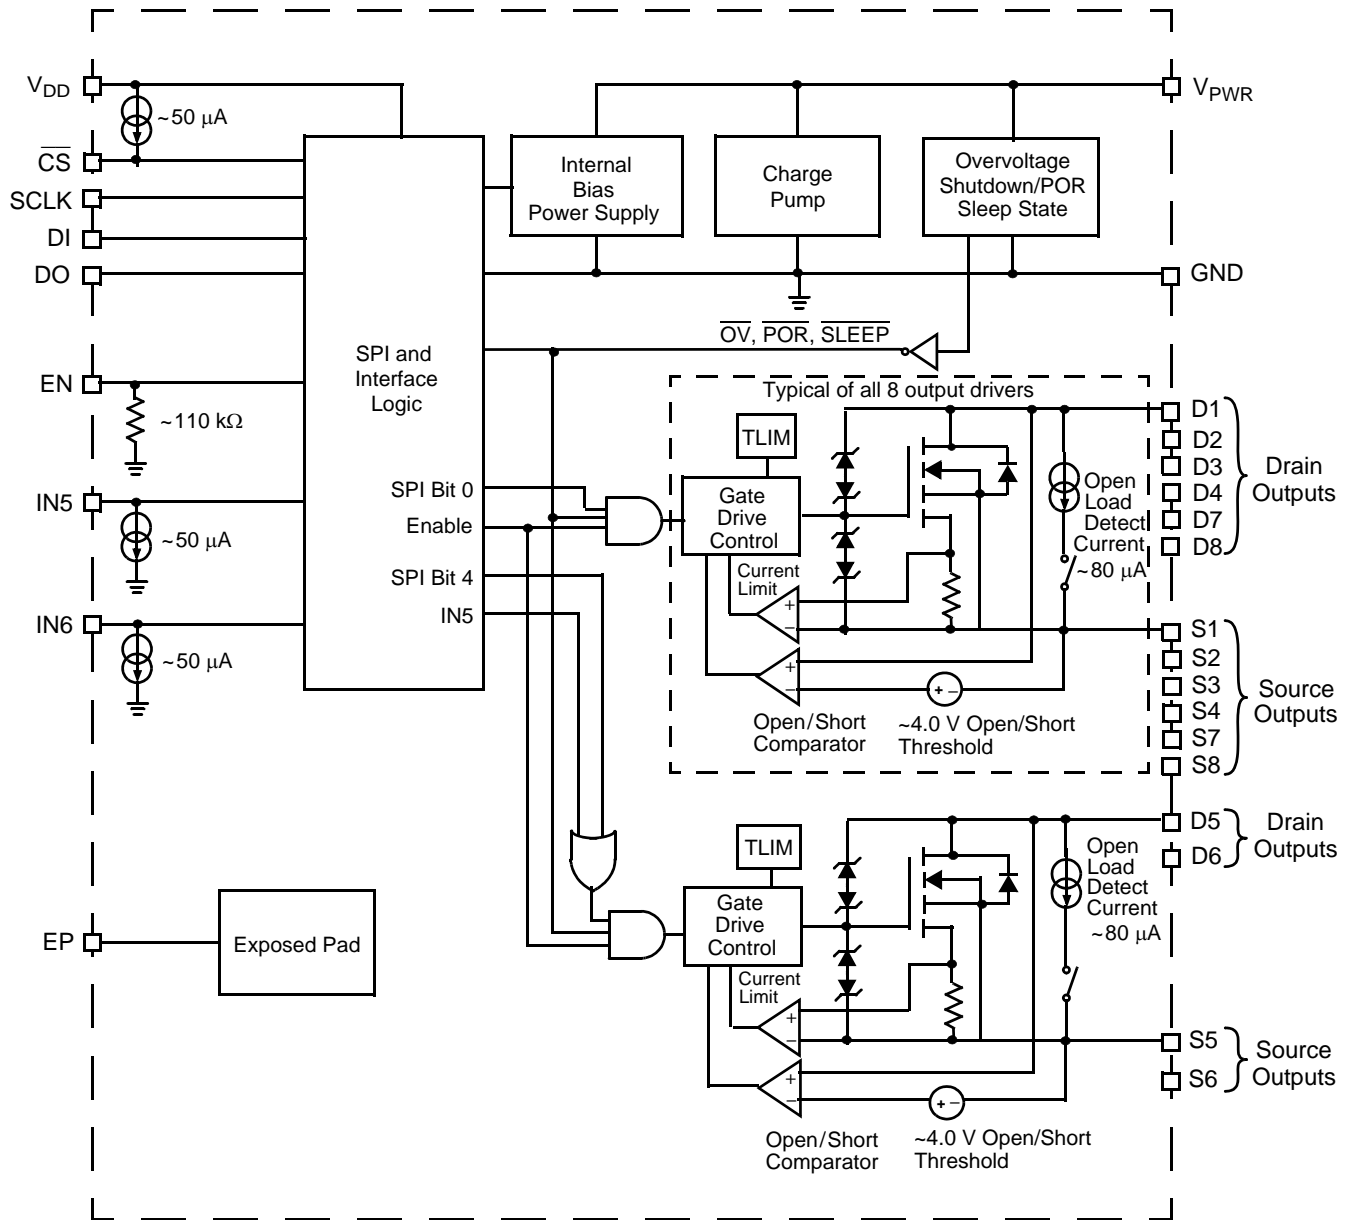 V_DD
~50 μA
C̅S̅
SCLK
DI
DO
EN
~110 kΩ
IN5
~50 μA
IN6
~50 μA
EP
Exposed Pad
SPI and
Interface
Logic
SPI Bit 0
Enable
SPI Bit 4
IN5
Internal
Bias
Power Supply
Charge
Pump
Overvoltage
Shutdown/POR
Sleep State
V_PWR
GND
O̅V̅, P̅O̅R̅, S̅L̅E̅E̅P̅
Typical of all 8 output drivers
TLIM
Gate
Drive
Control
Current
Limit
+
−
+
−
Open/Short
Comparator
+ −
~4.0 V Open/Short
Threshold
Open
Load
Detect
Current
~80 μA
D1
D2
D3
D4
D7
D8
Drain
Outputs
S1
S2
S3
S4
S7
S8
Source
Outputs
TLIM
Gate
Drive
Control
Current
Limit
+
−
+
−
Open/Short
Comparator
+ −
~4.0 V Open/Short
Threshold
Open
Load
Detect
Current
~80 μA
D5
D6
Drain
Outputs
S5
S6
Source
Outputs